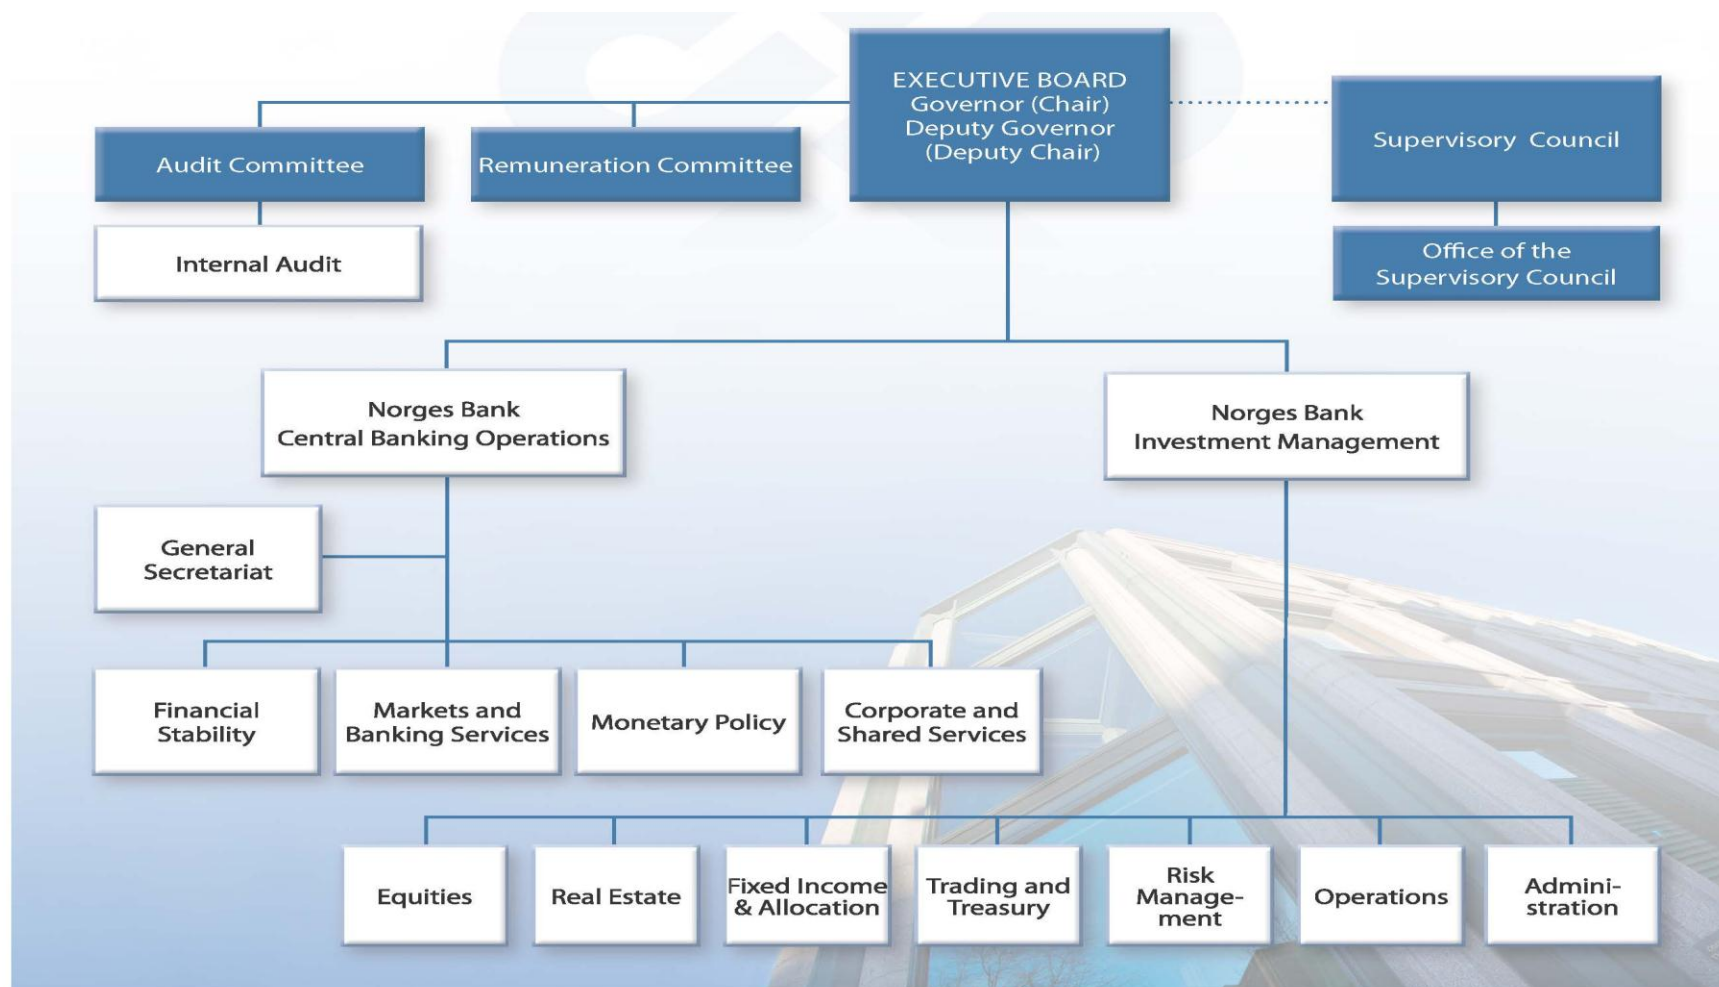 EXECUTIVE BOARD
Governor (Chair)
Deputy Governor
(Deputy Chair)
Supervisory Council
Audit Committee
Remuneration Committee
Internal Audit
Office of the
Supervisory Council
Norges Bank
Central Banking Operations
Norges Bank
Investment Management
General
Secretariat
Financial
Stability
Markets and
Banking Services
Monetary Policy
Corporate and
Shared Services
Equities
Real Estate
Fixed Income
& Allocation
Trading and
Treasury
Risk
Manage-
ment
Operations
Admini-
stration